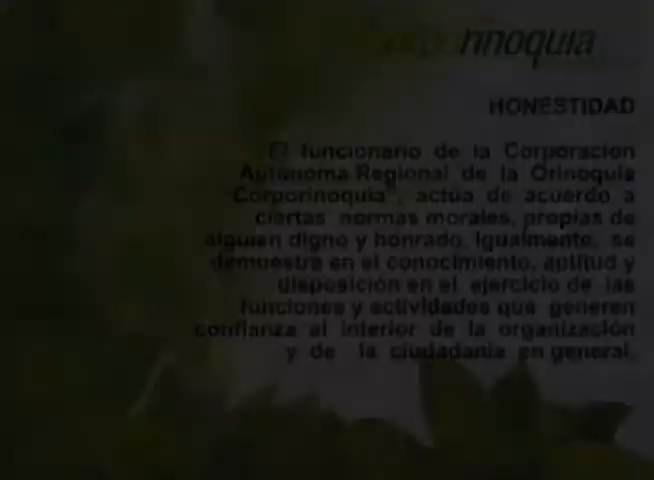 rinoquia
HONESTIDAD
El funcionario de la Corporación
Autónoma Regional de la Orinoquia
"Corporinoquia", actúa de acuerdo a
ciertas normas morales, propias de
alguien digno y honrado, igualmente, se
demuestra en el conocimiento, aptitud y
disposición en el ejercicio de las
funciones y actividades que generen
confianza al interior de la organización
y de la ciudadanía en general.